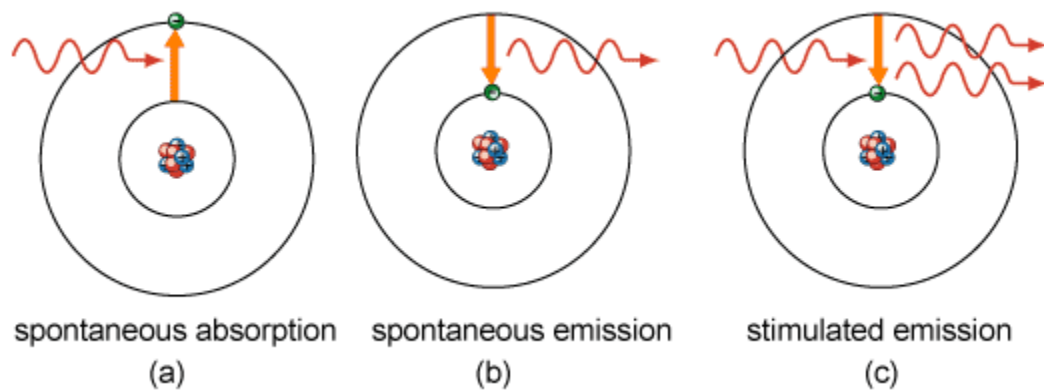 spontaneous absorption
(a)
spontaneous emission
(b)
stimulated emission
(c)